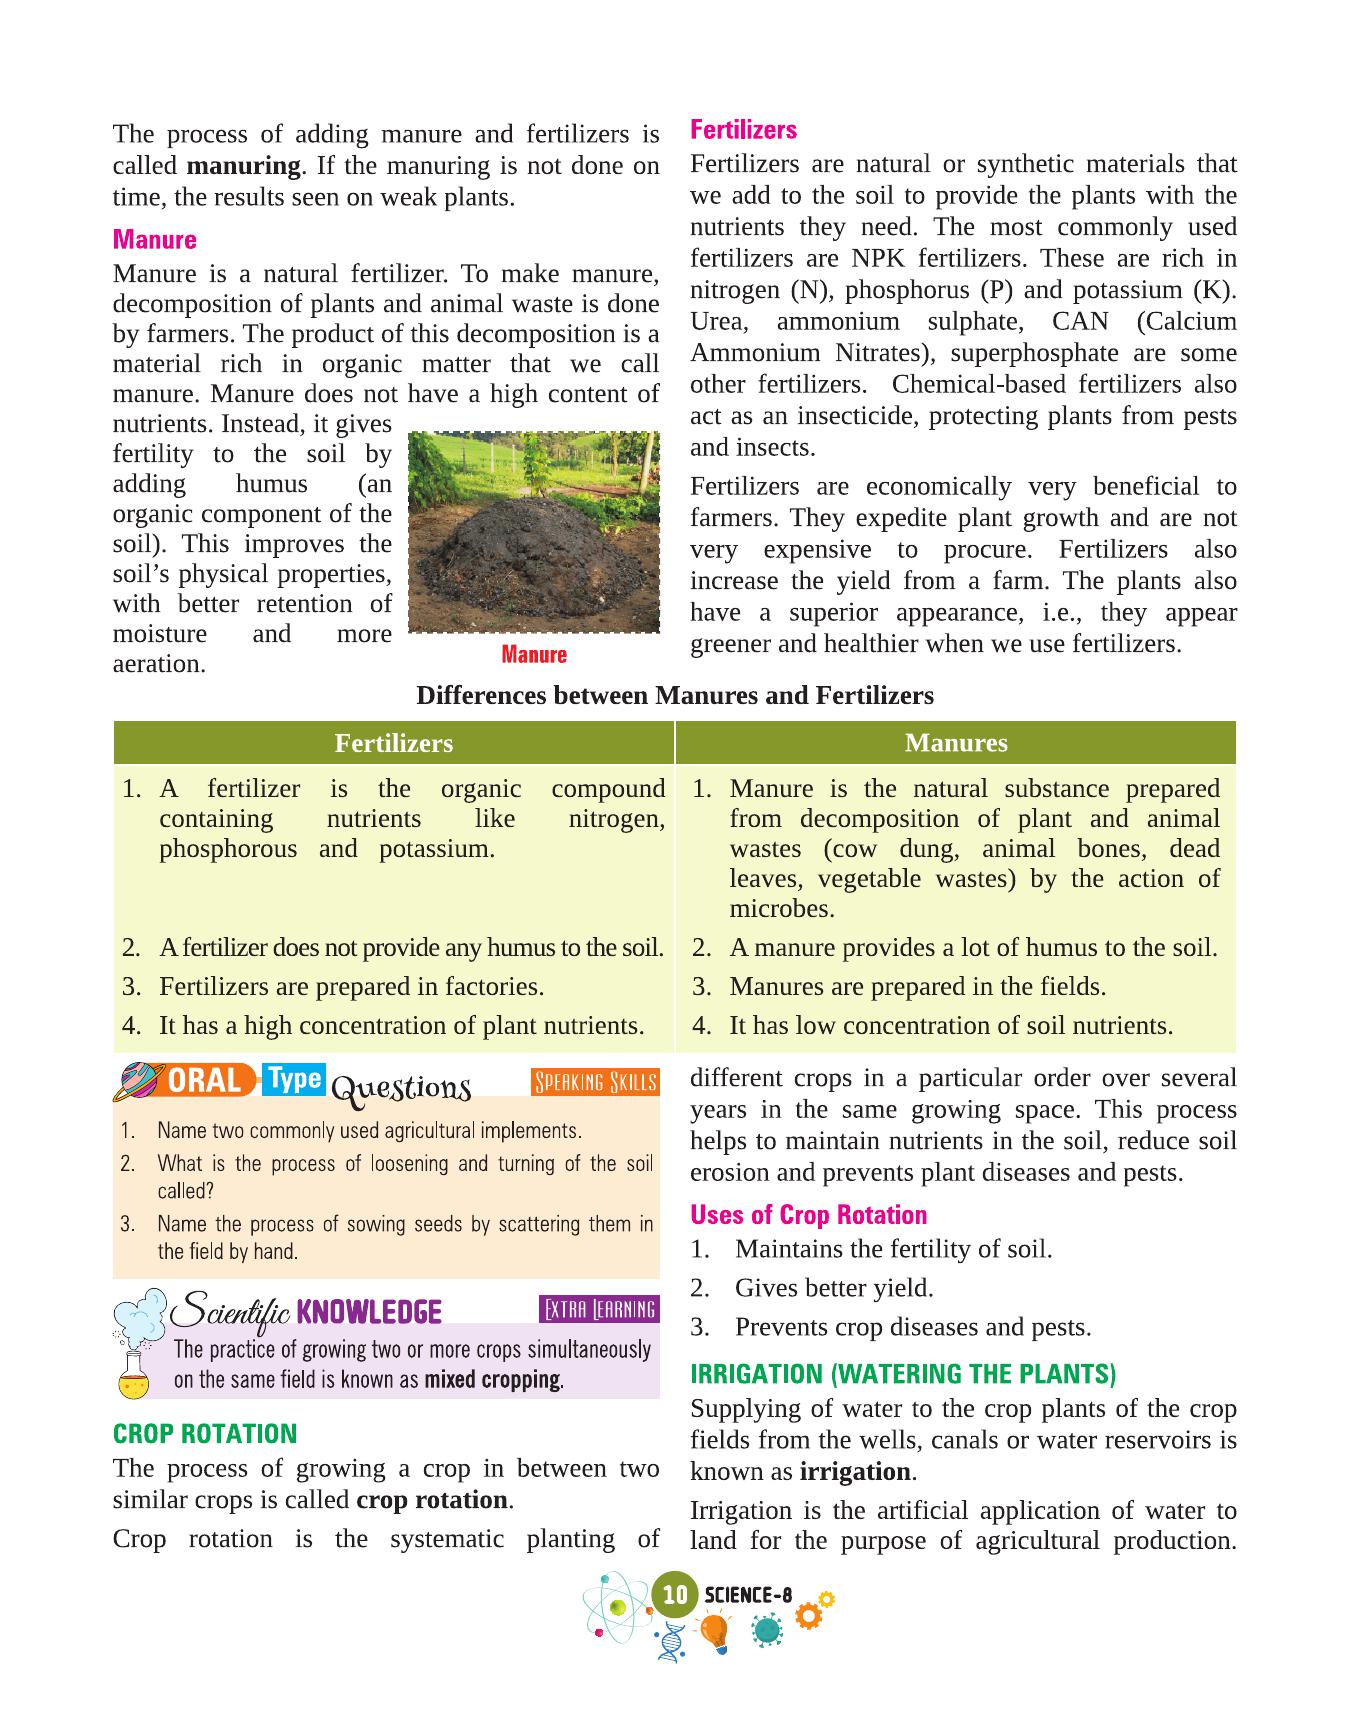 The process of adding manure and fertilizers is
called manuring. If the manuring is not done on
time, the results seen on weak plants.
Manure
Manure is a natural fertilizer. To make manure,
decomposition of plants and animal waste is done
by farmers. The product of this decomposition is a
material rich in organic matter that we call
manure. Manure does not have a high content of
nutrients. Instead, it gives
fertility to the soil by
adding humus (an
organic component of the
soil). This improves the
soil’s physical properties,
with better retention of
moisture and more
aeration.
Manure
Fertilizers
Fertilizers are natural or synthetic materials that
we add to the soil to provide the plants with the
nutrients they need. The most commonly used
fertilizers are NPK fertilizers. These are rich in
nitrogen (N), phosphorus (P) and potassium (K).
Urea, ammonium sulphate, CAN (Calcium
Ammonium Nitrates), superphosphate are some
other fertilizers. Chemical-based fertilizers also
act as an insecticide, protecting plants from pests
and insects.
Fertilizers are economically very beneficial to
farmers. They expedite plant growth and are not
very expensive to procure. Fertilizers also
increase the yield from a farm. The plants also
have a superior appearance, i.e., they appear
greener and healthier when we use fertilizers.
Differences between Manures and Fertilizers
Fertilizers
Manures
1. A fertilizer is the organic compound
containing nutrients like nitrogen,
phosphorous and potassium.
1. Manure is the natural substance prepared
from decomposition of plant and animal
wastes (cow dung, animal bones, dead
leaves, vegetable wastes) by the action of
microbes.
2. A fertilizer does not provide any humus to the soil.
2. A manure provides a lot of humus to the soil.
3. Fertilizers are prepared in factories.
3. Manures are prepared in the fields.
4. It has a high concentration of plant nutrients.
4. It has low concentration of soil nutrients.
ORAL Type Questions SPEAKING SKILLS
1. Name two commonly used agricultural implements.
2. What is the process of loosening and turning of the soil
called?
3. Name the process of sowing seeds by scattering them in
the field by hand.
Scientific KNOWLEDGE EXTRA LEARNING
The practice of growing two or more crops simultaneously
on the same field is known as mixed cropping.
CROP ROTATION
The process of growing a crop in between two
similar crops is called crop rotation.
Crop rotation is the systematic planting of
different crops in a particular order over several
years in the same growing space. This process
helps to maintain nutrients in the soil, reduce soil
erosion and prevents plant diseases and pests.
Uses of Crop Rotation
1. Maintains the fertility of soil.
2. Gives better yield.
3. Prevents crop diseases and pests.
IRRIGATION (WATERING THE PLANTS)
Supplying of water to the crop plants of the crop
fields from the wells, canals or water reservoirs is
known as irrigation.
Irrigation is the artificial application of water to
land for the purpose of agricultural production.
10 SCIENCE-8